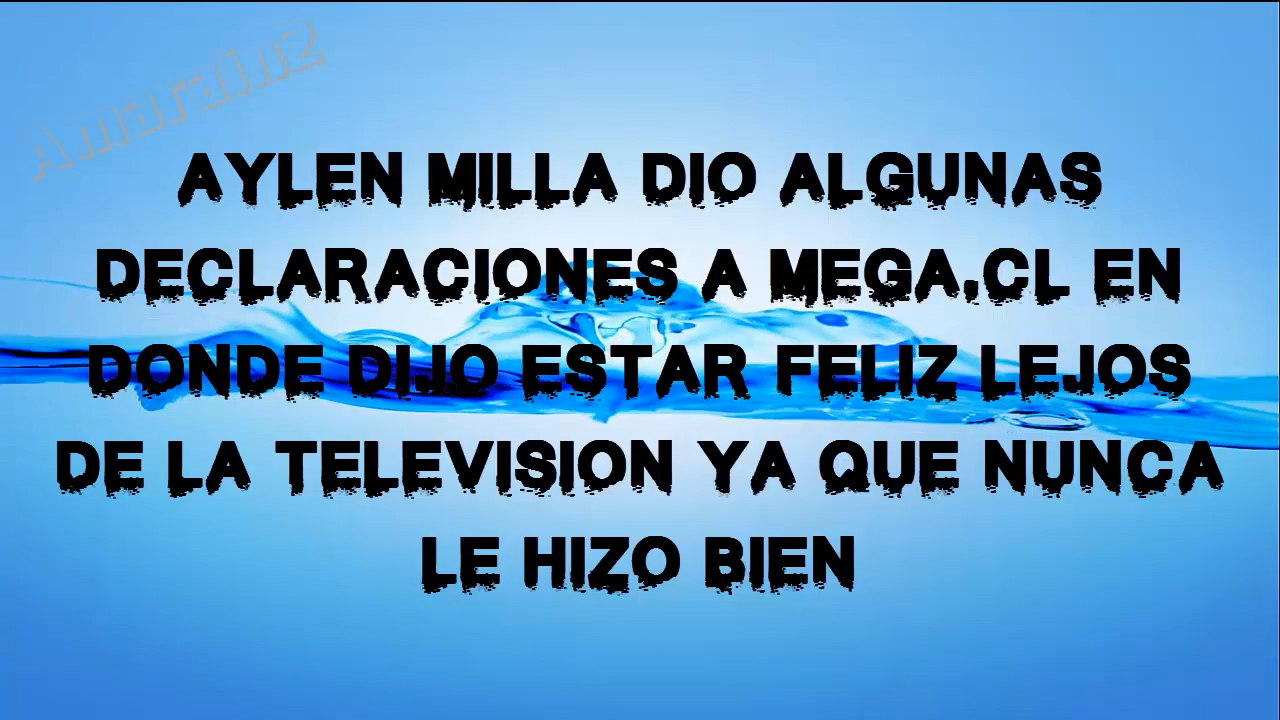 Amarain2
AYLEN MILLA DIO ALGUNAS
DECLARACIONES A MEGA.CL EN
DONDE DIJO ESTAR FELIZ LEJOS
DE LA TELEVISION YA QUE NUNCA
LE HIZO BIEN